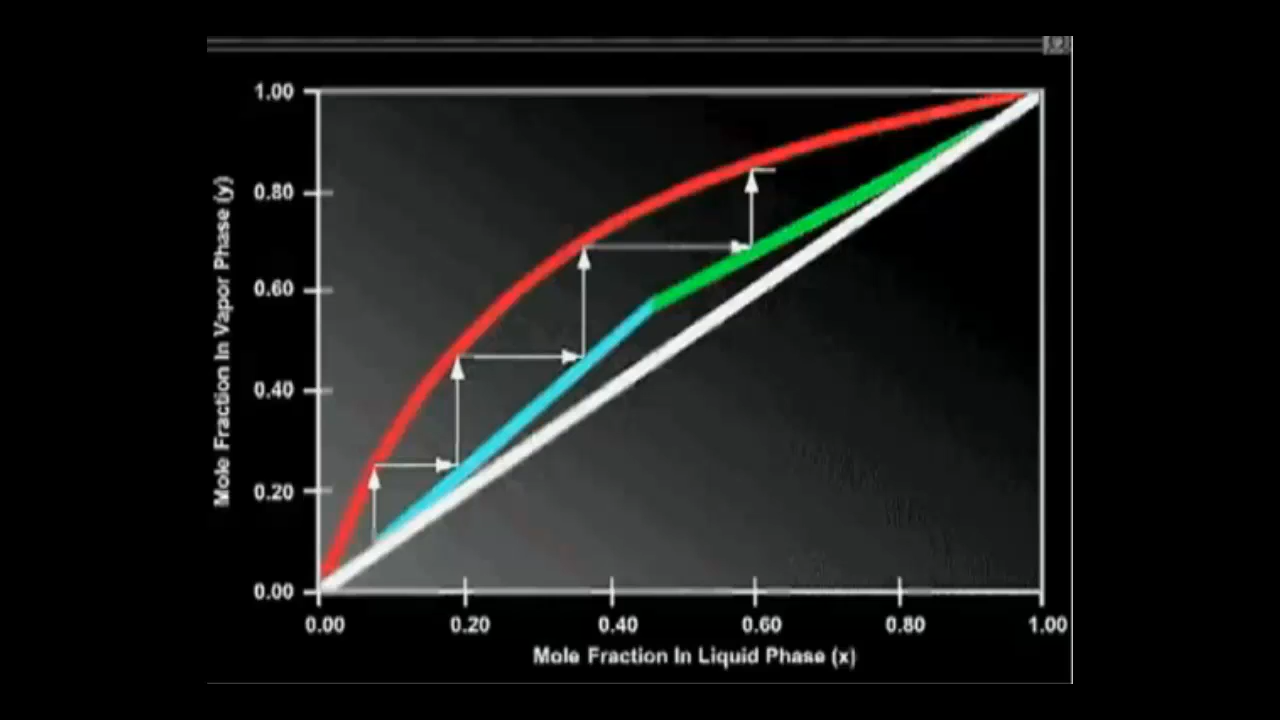 1.00
0.80
0.60
0.40
0.20
0.00
Mole Fraction In Vapor Phase (y)
0.00 0.20 0.40 0.60 0.80 1.00
Mole Fraction In Liquid Phase (x)